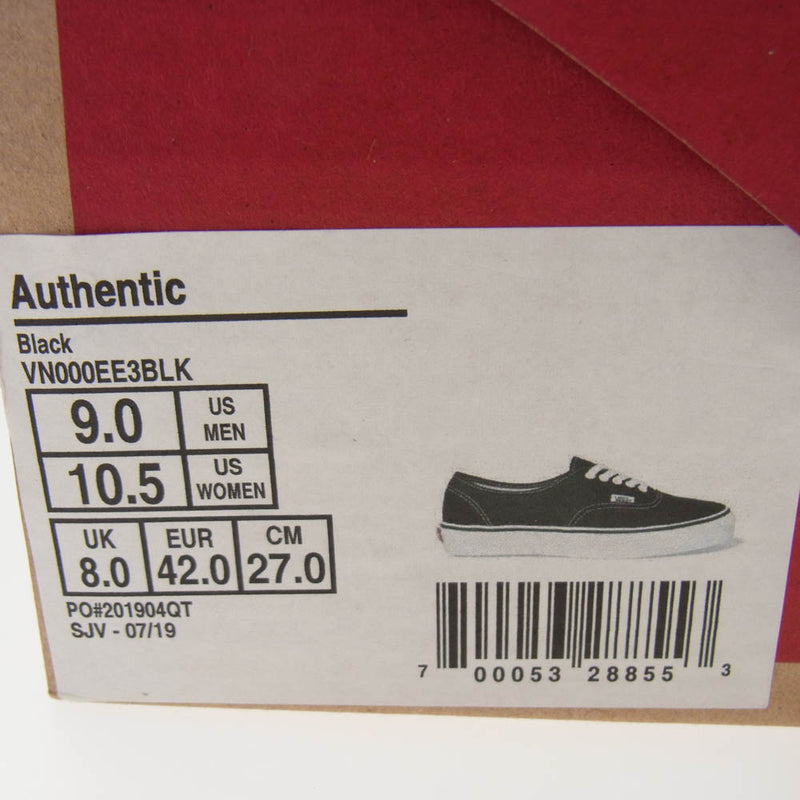 Authentic
Black
VN000EE3BLK
9.0 US MEN
10.5 US WOMEN
UK EUR CM
8.0 42.0 27.0
PO#201904QT
SJV - 07/19
VANS
7 00053 28855 3